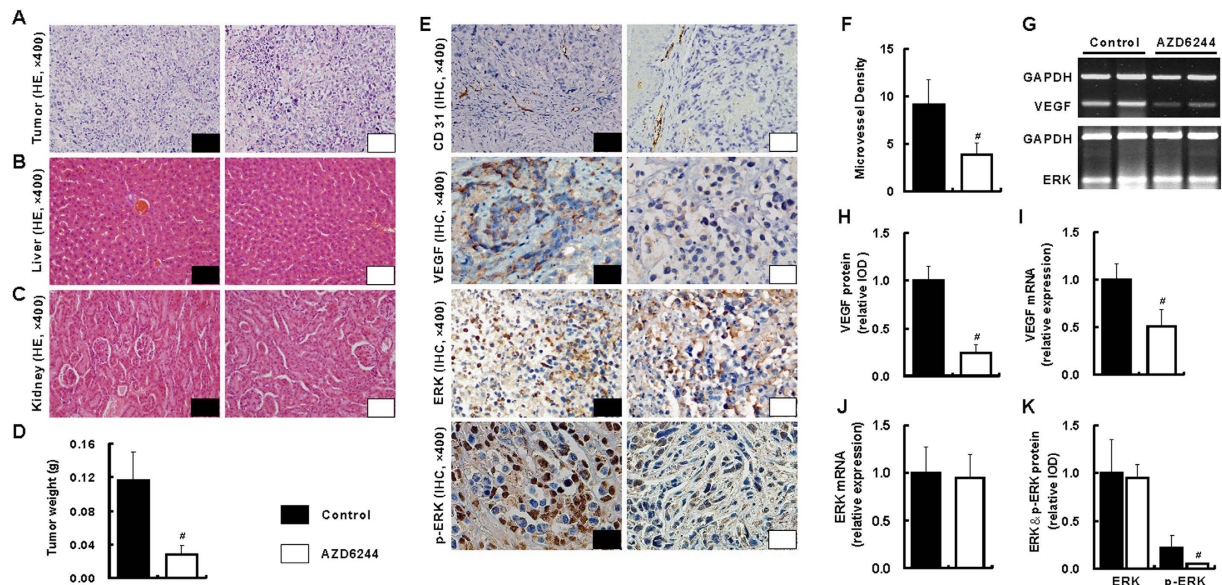 A
Tumor (HE, ×400)
B
Liver (HE, ×400)
C
Kidney (HE, ×400)
D
Tumor weight (g)
0.16
0.12
0.08
0.04
0.00
#
Control
AZD6244
E
CD 31 (IHC, ×400)
VEGF (IHC, ×400)
ERK (IHC, ×400)
p-ERK (IHC, ×400)
F
Microvessel Density
15
10
5
0
#
G
Control AZD6244
GAPDH
VEGF
GAPDH
ERK
H
VEGF protein
(relative IOD)
1.5
1.0
0.5
0.0
#
I
VEGF mRNA
(relative expression)
1.5
1.0
0.5
0.0
#
J
ERK mRNA
(relative expression)
1.5
1.0
0.5
0.0
K
ERK & p-ERK protein
(relative IOD)
1.5
1.0
0.5
0.0
#
ERK p-ERK